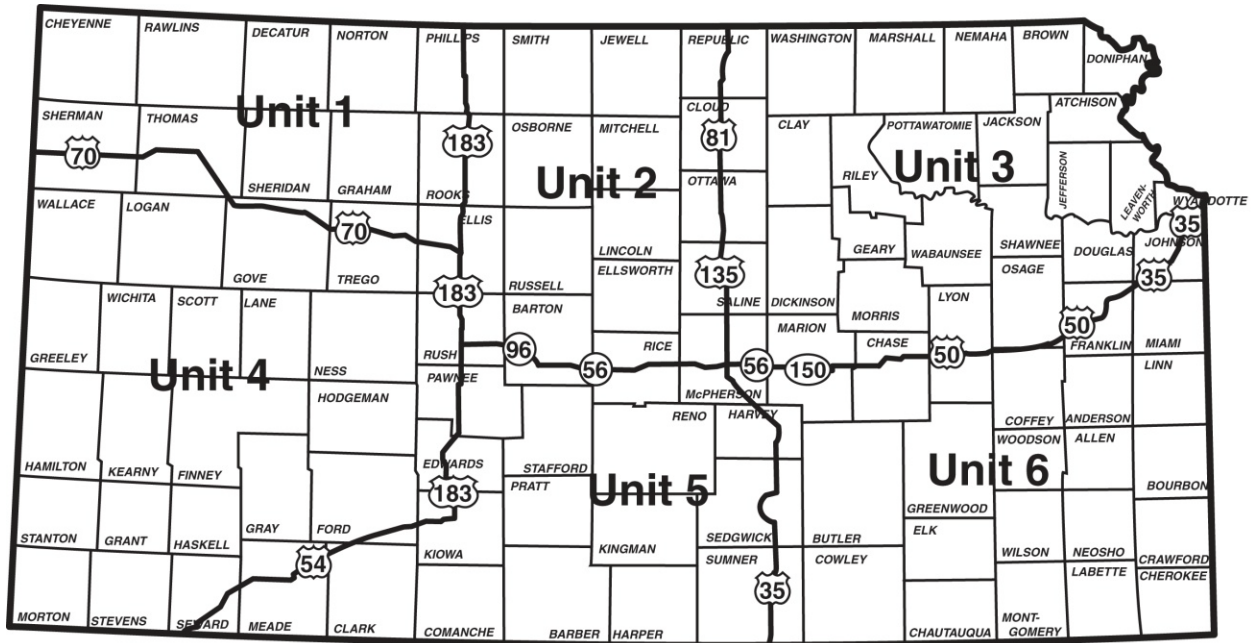 CHEYENNE RAWLINS DECATUR NORTON PHILLIPS SMITH JEWELL REPUBLIC WASHINGTON MARSHALL NEMAHA BROWN
DONIPHAN
SHERMAN THOMAS Unit 1 CLOUD ATCHISON
183 OSBORNE MITCHELL 81 CLAY POTTAWATOMIE JACKSON
70
SHERIDAN GRAHAM ROOKS Unit 2 OTTAWA RILEY Unit 3 JEFFERSON LEAVEN-
WORTH
WALLACE LOGAN ELLIS WYANDOTTE
70 35
LINCOLN GEARY WABAUNSEE SHAWNEE DOUGLAS JOHNSON
GOVE TREGO 183 RUSSELL ELLSWORTH 135 OSAGE 35
WICHITA SCOTT LANE BARTON SALINE DICKINSON LYON
MORRIS
MARION 50
GREELEY RUSH 96 RICE CHASE FRANKLIN MIAMI
Unit 4 NESS 56 56 150 50 LINN
PAWNEE
HODGEMAN McPHERSON
RENO HARVEY COFFEY ANDERSON
WOODSON ALLEN
HAMILTON KEARNY FINNEY EDWARDS STAFFORD Unit 5 Unit 6
183 PRATT BOURBON
GREENWOOD
STANTON GRANT HASKELL GRAY FORD KIOWA KINGMAN SEDGWICK BUTLER ELK
54 SUMNER COWLEY WILSON NEOSHO CRAWFORD
LABETTE CHEROKEE
35
MORTON STEVENS SEWARD MEADE CLARK COMANCHE BARBER HARPER CHAUTAUQUA MONT-
GOMERY